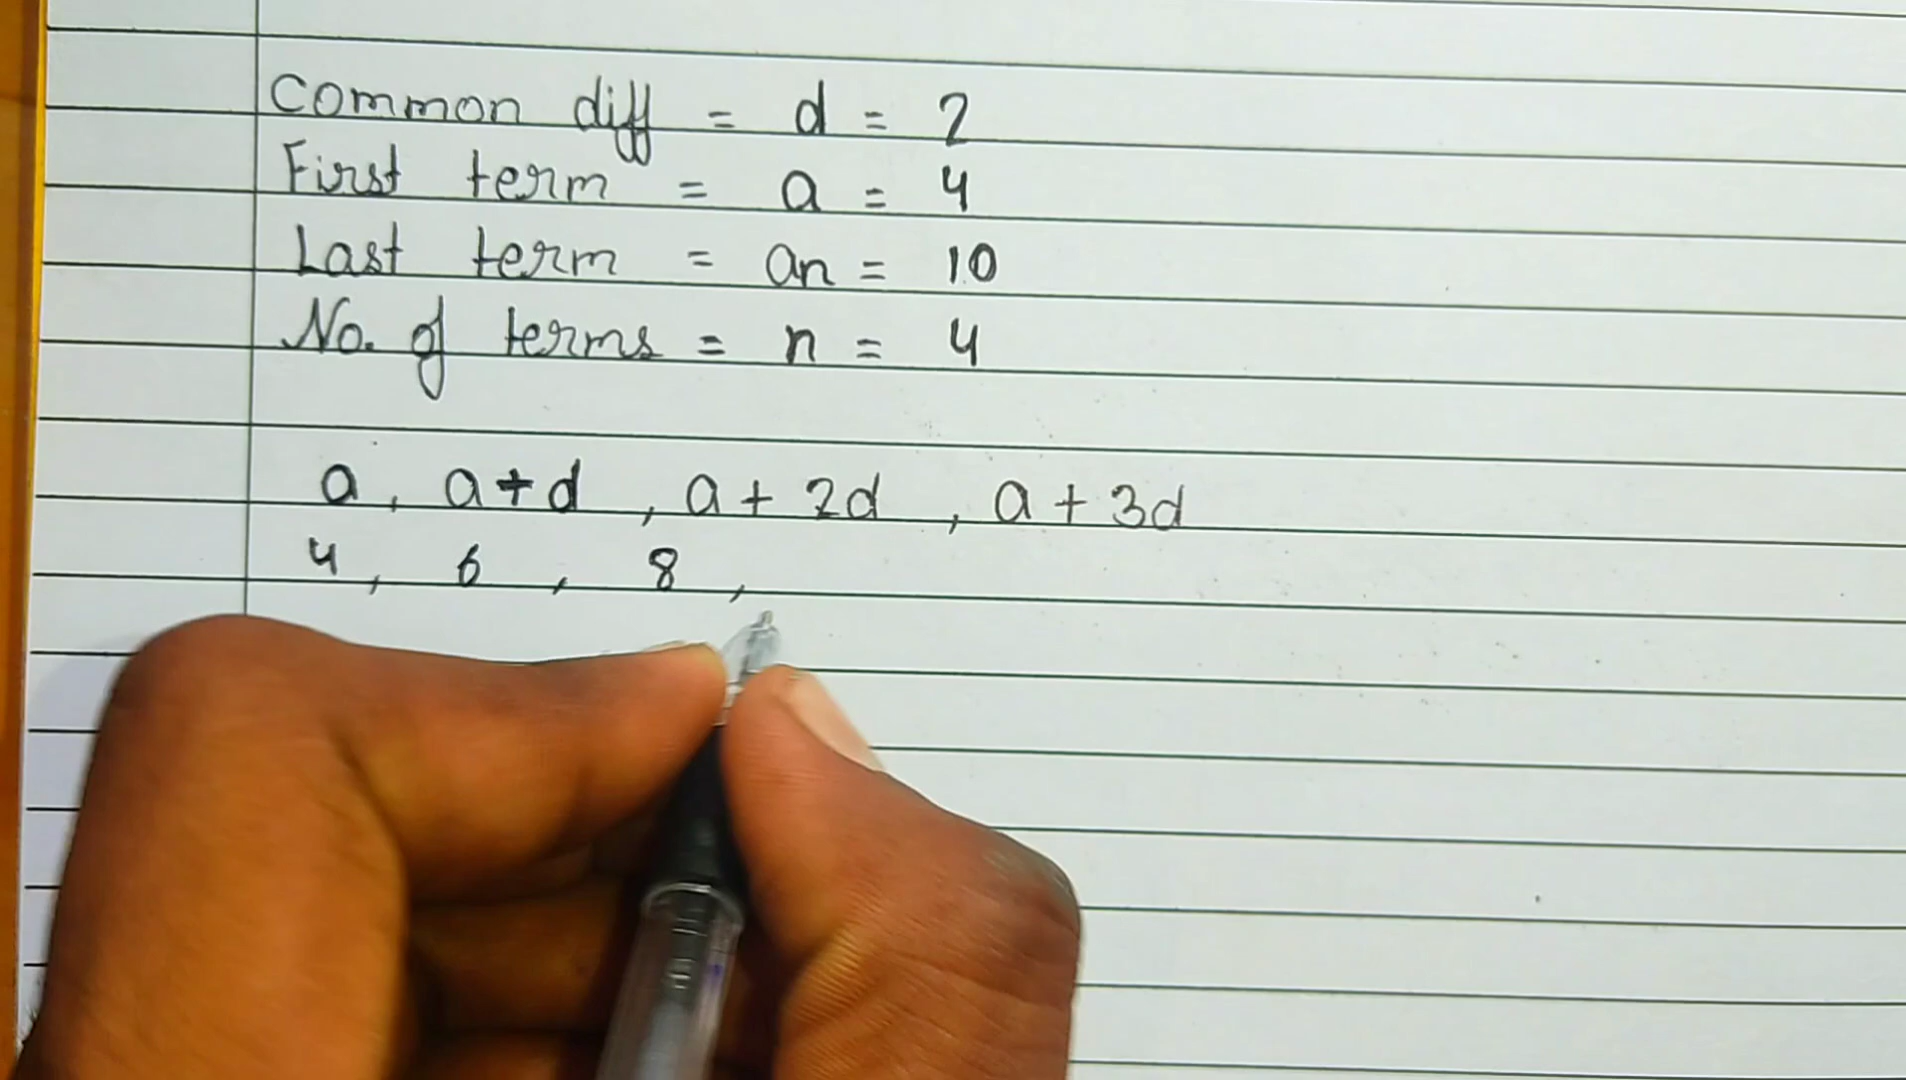 Common diff = d = 2
First term = a = 4
Last term = an = 10
No. of terms = n = 4
a, a+d, a + 2d, a + 3d
4, 6, 8,